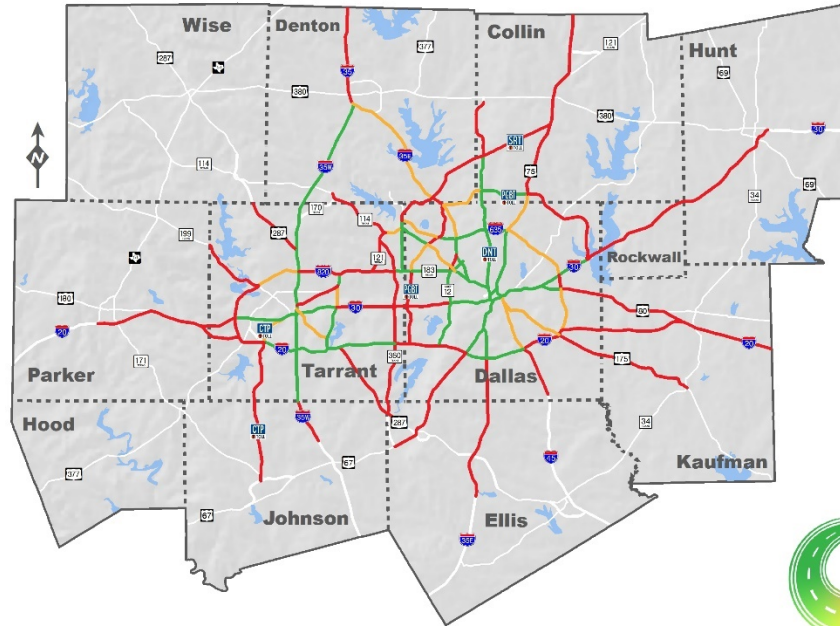 Wise
Denton
Collin
Hunt
287
377
121
69
35
380
380
30
N
SRT
35W
35E
75
114
69
PGBT
34
170
114
287
199
635
121
DNT
Rockwall
820
183
30
12
180
PGBT
30
80
20
CTP
20
20
20
171
360
175
Parker
Tarrant
Dallas
Hood
35W
287
34
CTP
45
Kaufman
377
67
67
Johnson
Ellis
35E